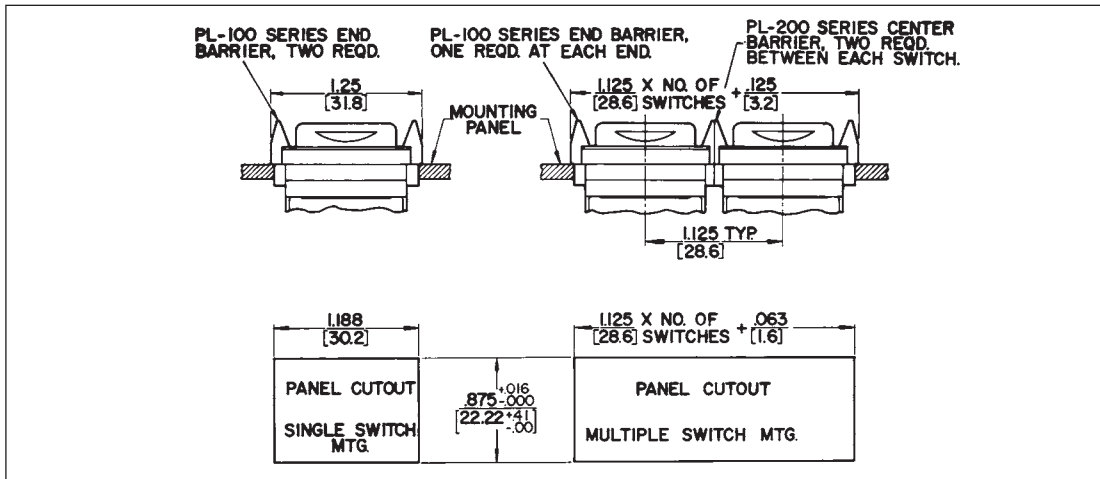 PL-100 SERIES END
BARRIER, TWO REQD.
PL-100 SERIES END BARRIER,
ONE REQD. AT EACH END.
PL-200 SERIES CENTER
BARRIER, TWO REQD.
BETWEEN EACH SWITCH.
1.25
[31.8]
MOUNTING
PANEL
1.125 X NO. OF + .125
[28.6] SWITCHES [3.2]
1.125 TYP.
[28.6]
1.188
[30.2]
PANEL CUTOUT
SINGLE SWITCH
MTG.
.875 +.016 -.000
[22.22 +.41 -.00]
1.125 X NO. OF + .063
[28.6] SWITCHES [1.6]
PANEL CUTOUT
MULTIPLE SWITCH MTG.